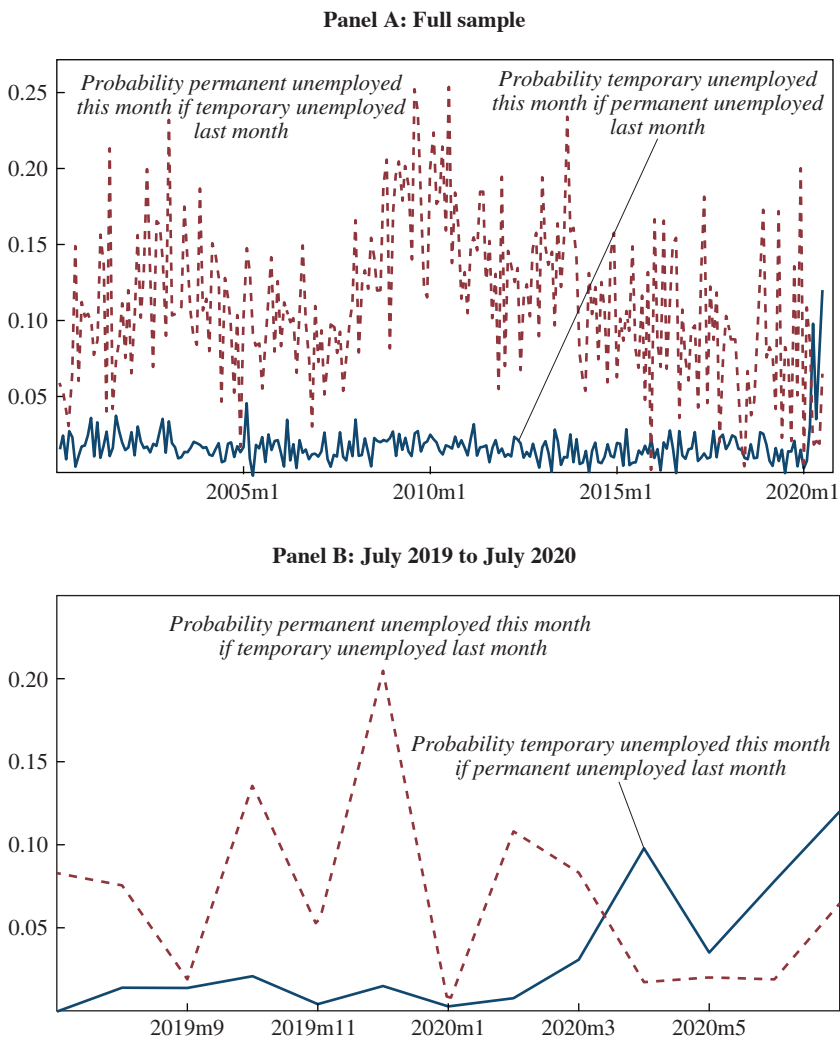 Panel A: Full sample
Probability permanent unemployed
this month if temporary unemployed
last month
Probability temporary unemployed
this month if permanent unemployed
last month
0.25
0.20
0.15
0.10
0.05
2005m1
2010m1
2015m1
2020m1
Panel B: July 2019 to July 2020
Probability permanent unemployed this month
if temporary unemployed last month
Probability temporary unemployed this month
if permanent unemployed last month
0.20
0.15
0.10
0.05
2019m9
2019m11
2020m1
2020m3
2020m5